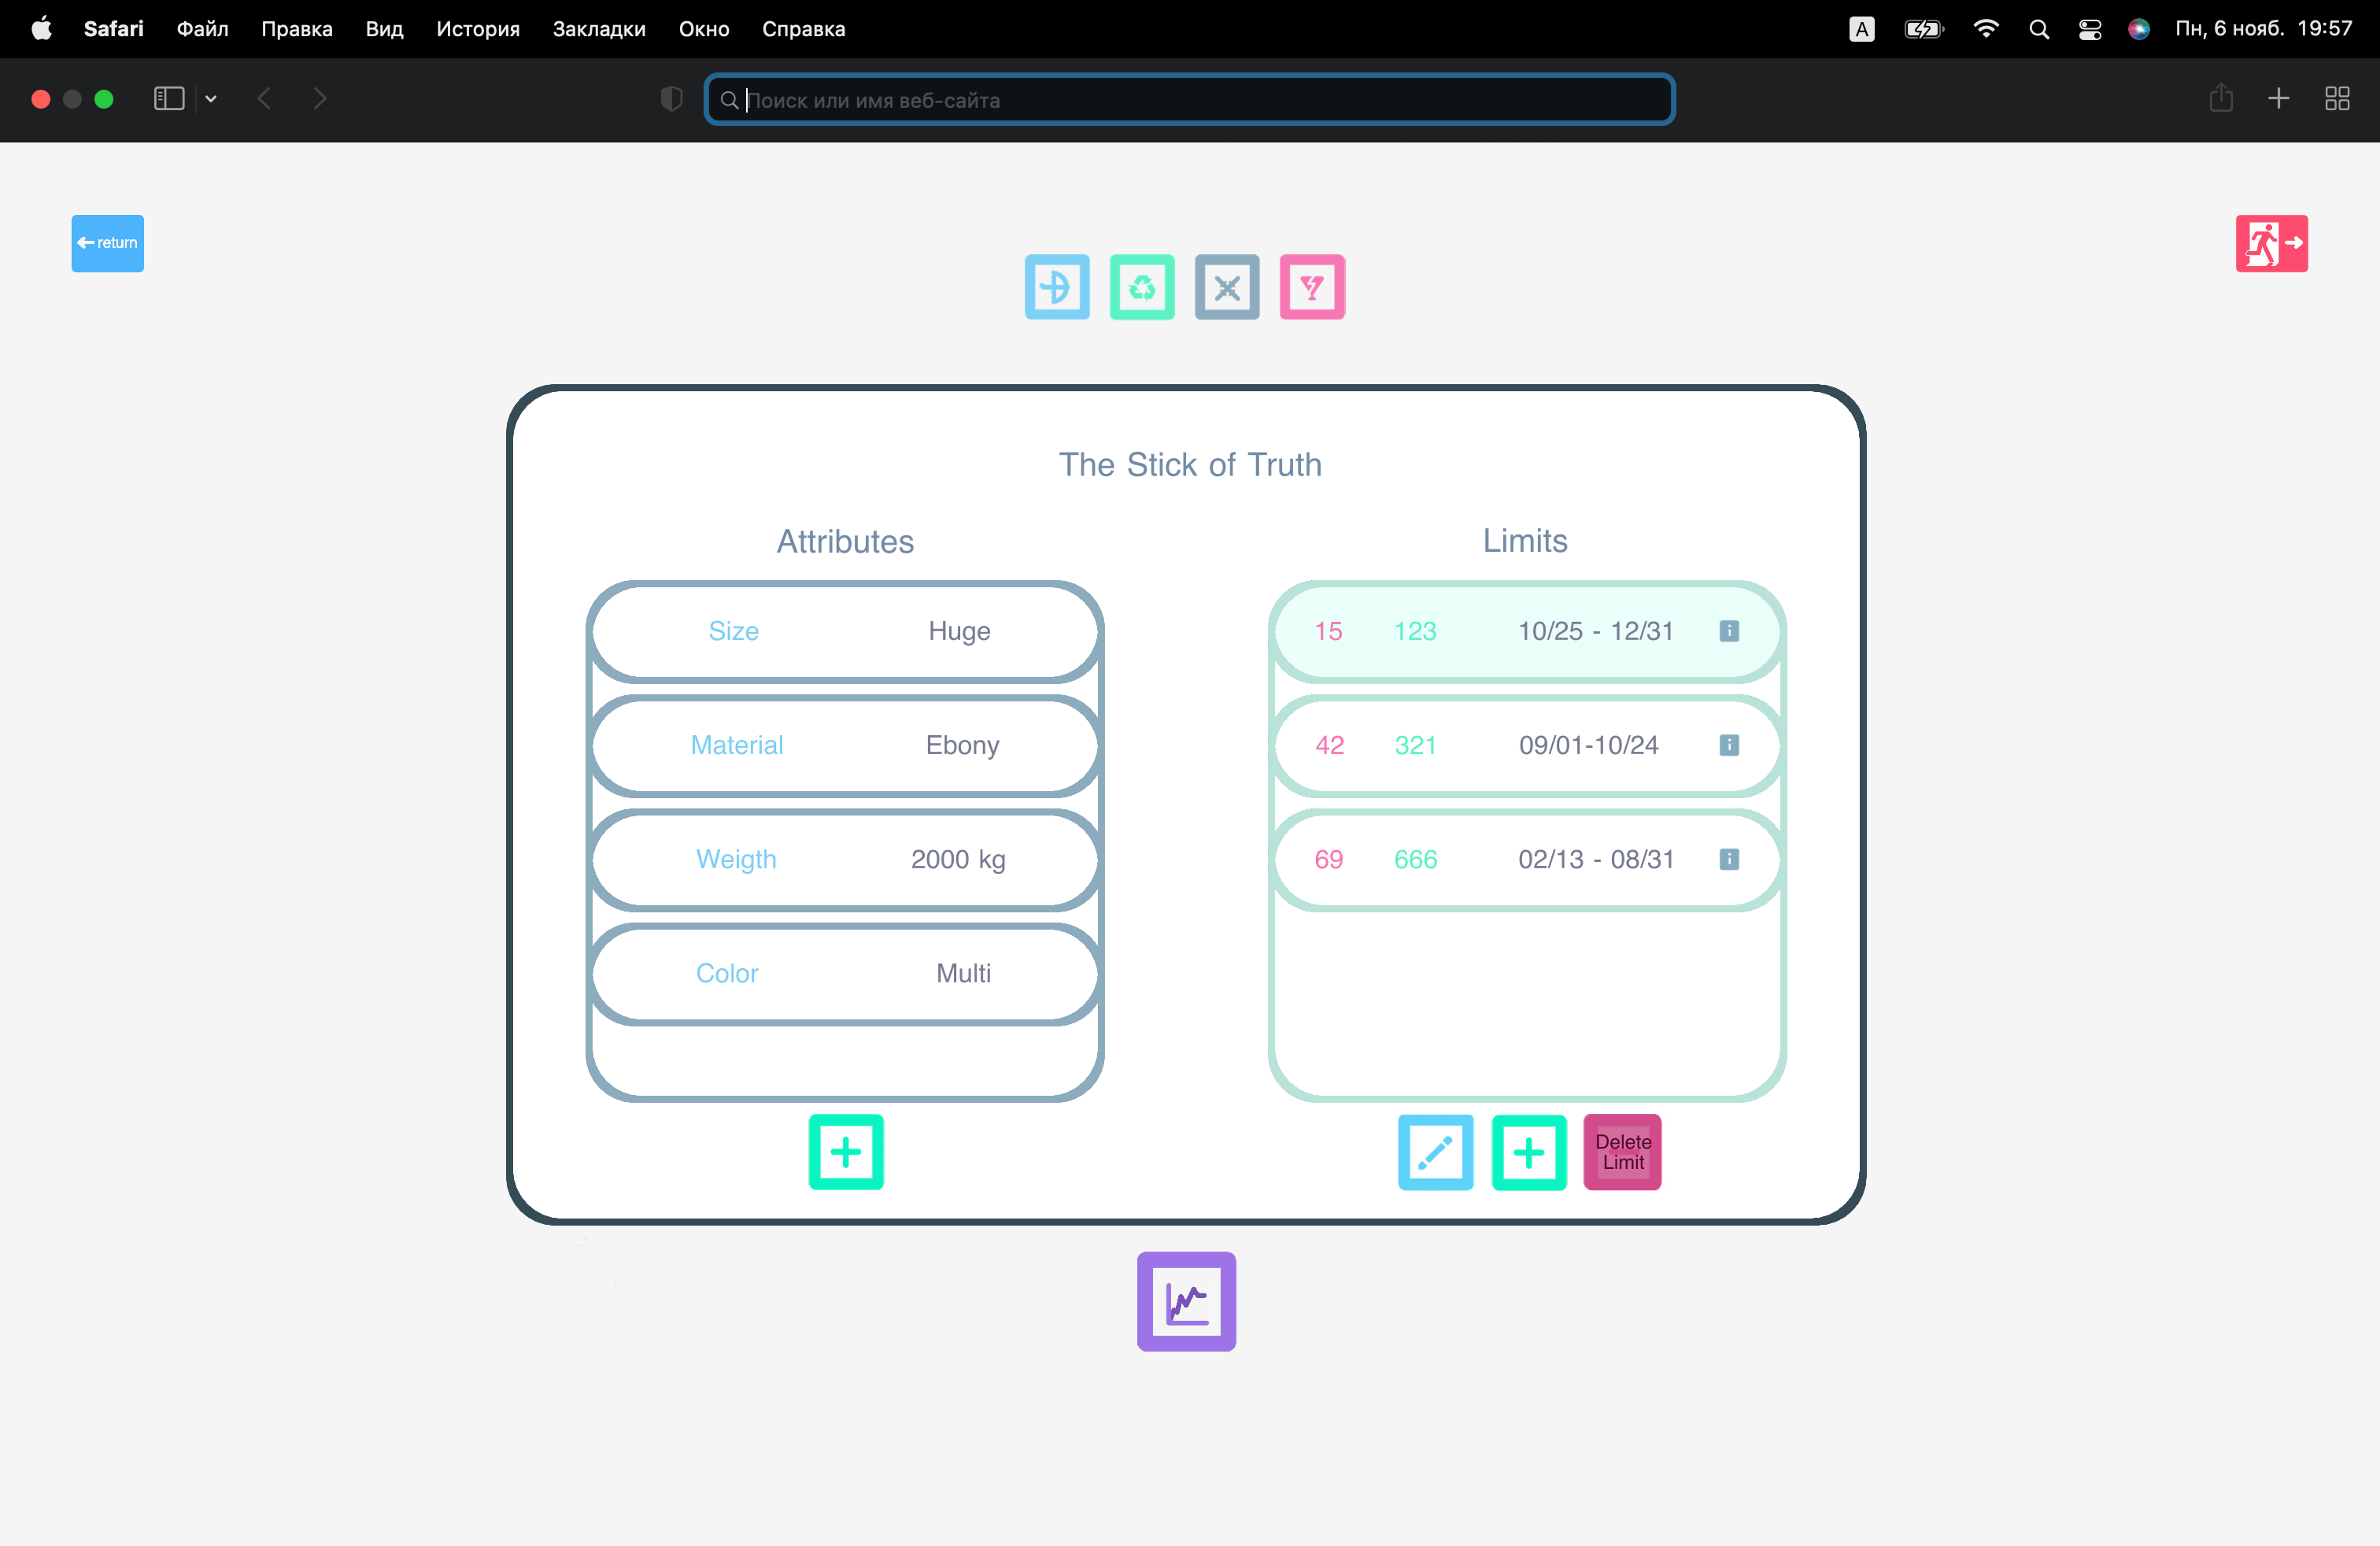 Safari Файл Правка Вид История Закладки Окно Справка A Пн, 6 нояб. 19:57
Поиск или имя веб-сайта
return
The Stick of Truth
Attributes Limits
Size Huge 15 123 10/25 - 12/31 i
Material Ebony 42 321 09/01-10/24 i
Weigth 2000 kg 69 666 02/13 - 08/31 i
Color Multi
Delete
Limit